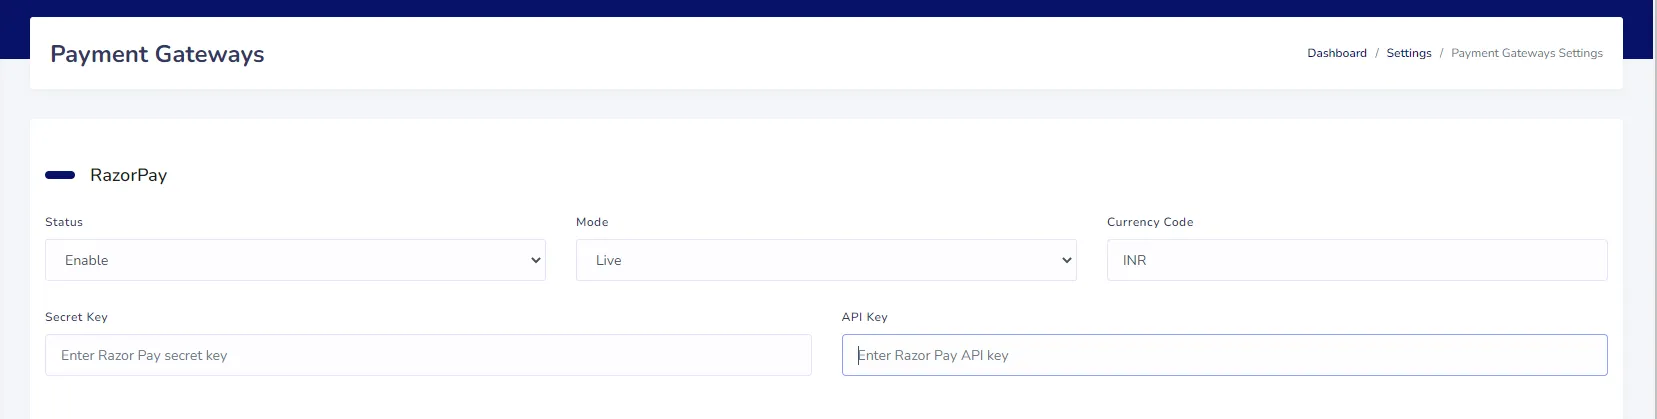 Payment Gateways
Dashboard / Settings / Payment Gateways Settings
RazorPay
Status
Mode
Currency Code
Enable
Live
INR
Secret Key
API Key
Enter Razor Pay secret key
Enter Razor Pay API key